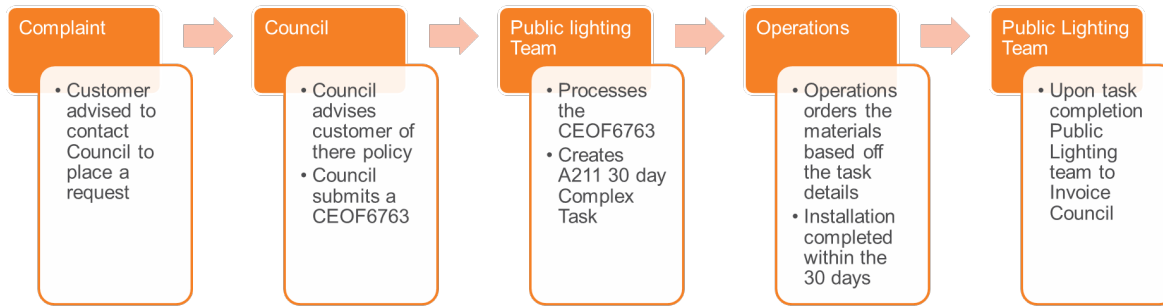 Complaint
• Customer
advised to
contact
Council to
place a
request
Council
• Council
advises
customer of
there policy
• Council
submits a
CEOF6763
Public lighting
Team
• Processes
the
CEOF6763
• Creates
A211 30 day
Complex
Task
Operations
• Operations
orders the
materials
based off
the task
details
• Installation
completed
within the
30 days
Public Lighting
Team
• Upon task
completion
Public
Lighting
team to
Invoice
Council